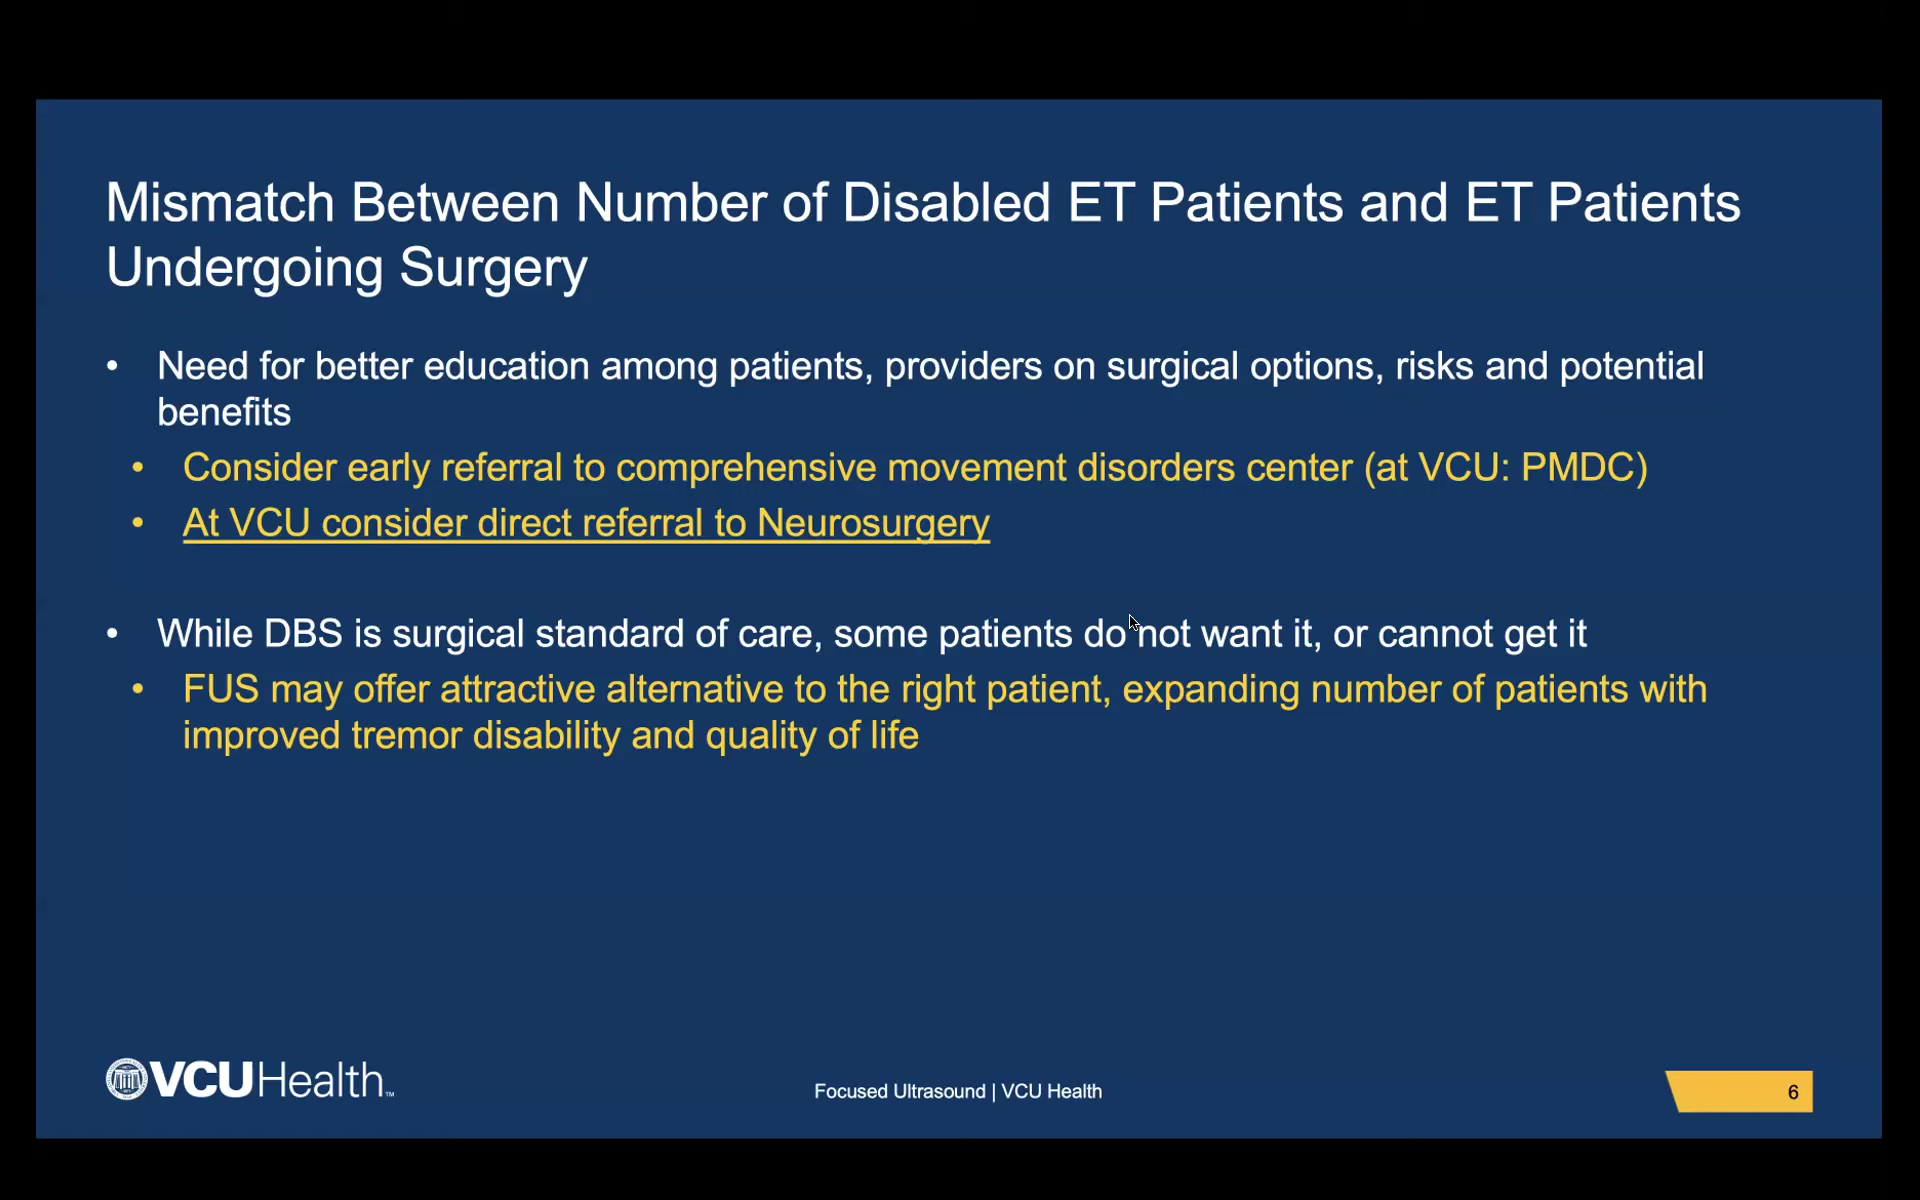 Mismatch Between Number of Disabled ET Patients and ET Patients
Undergoing Surgery
• Need for better education among patients, providers on surgical options, risks and potential
benefits
• Consider early referral to comprehensive movement disorders center (at VCU: PMDC)
• At VCU consider direct referral to Neurosurgery
• While DBS is surgical standard of care, some patients do not want it, or cannot get it
• FUS may offer attractive alternative to the right patient, expanding number of patients with
improved tremor disability and quality of life
VCUHealth™
Focused Ultrasound | VCU Health
6